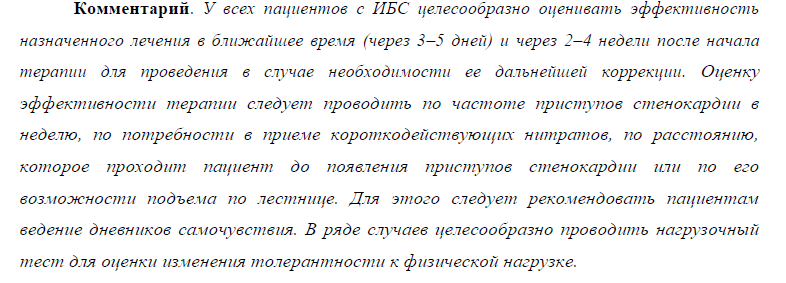 Комментарий. У всех пациентов с ИБС целесообразно оценивать эффективность
назначенного лечения в ближайшее время (через 3–5 дней) и через 2–4 недели после начала
терапии для проведения в случае необходимости ее дальнейшей коррекции. Оценку
эффективности терапии следует проводить по частоте приступов стенокардии в
неделю, по потребности в приеме короткодействующих нитратов, по расстоянию,
которое проходит пациент до появления приступов стенокардии или по его
возможности подъема по лестнице. Для этого следует рекомендовать пациентам
ведение дневников самочувствия. В ряде случаев целесообразно проводить нагрузочный
тест для оценки изменения толерантности к физической нагрузке.